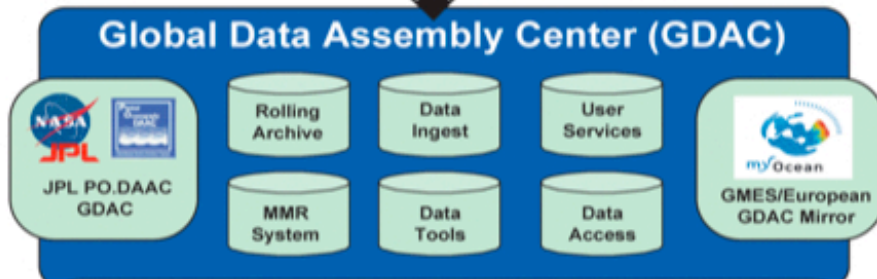 Global Data Assembly Center (GDAC)
NASA
JPL
DAAC
JPL PO.DAAC
GDAC
Rolling
Archive
Data
Ingest
User
Services
MMR
System
Data
Tools
Data
Access
myOcean
GMES/European
GDAC Mirror